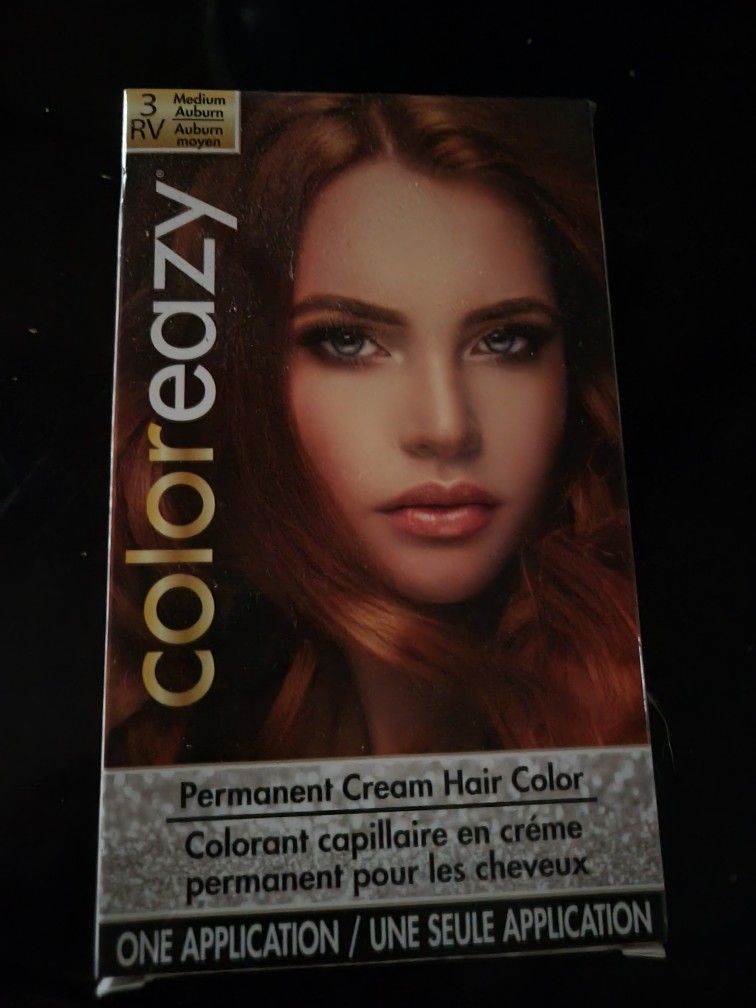 3
RV
Medium
Auburn
Auburn
moyen
coloreazy®
Permanent Cream Hair Color
Colorant capillaire en créme
permanent pour les cheveux
ONE APPLICATION / UNE SEULE APPLICATION